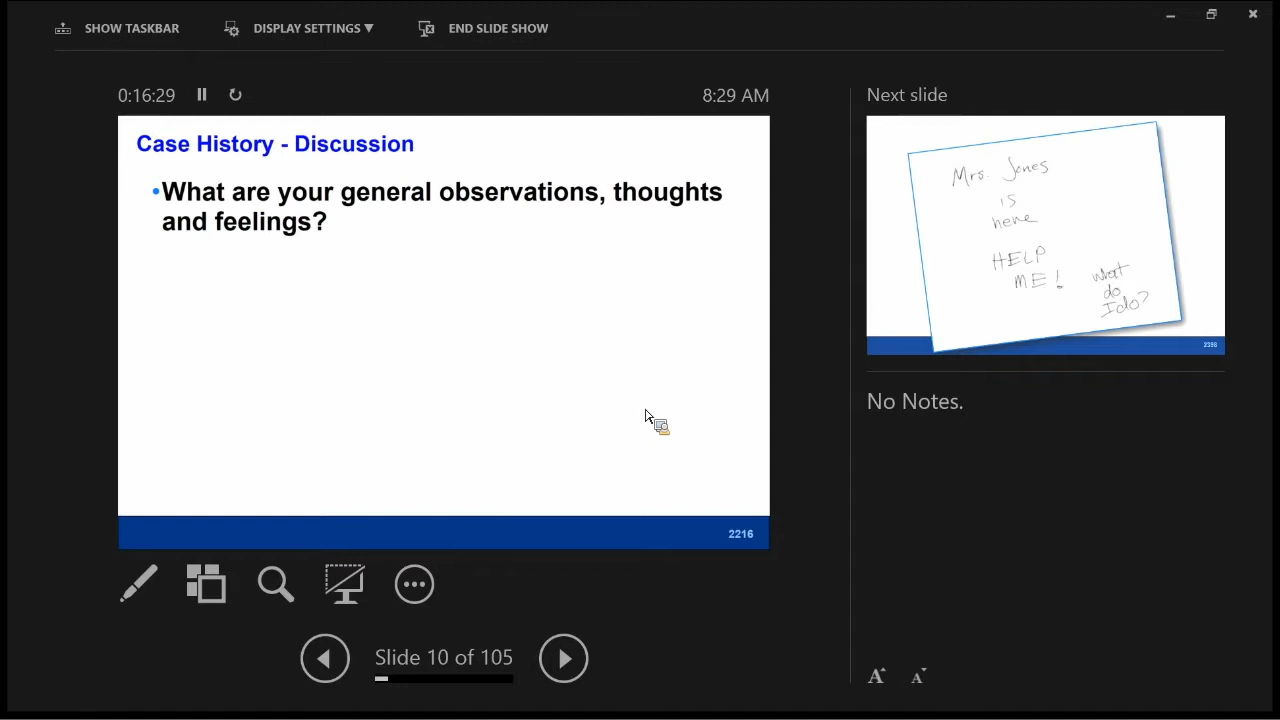 SHOW TASKBAR
DISPLAY SETTINGS ▼
END SLIDE SHOW
0:16:29
8:29 AM
Case History - Discussion
•What are your general observations, thoughts
and feelings?
2216
Slide 10 of 105
Next slide
Mrs. Jones
is
here
HELP
ME!
What
do
I do?
2398
No Notes.
A
A